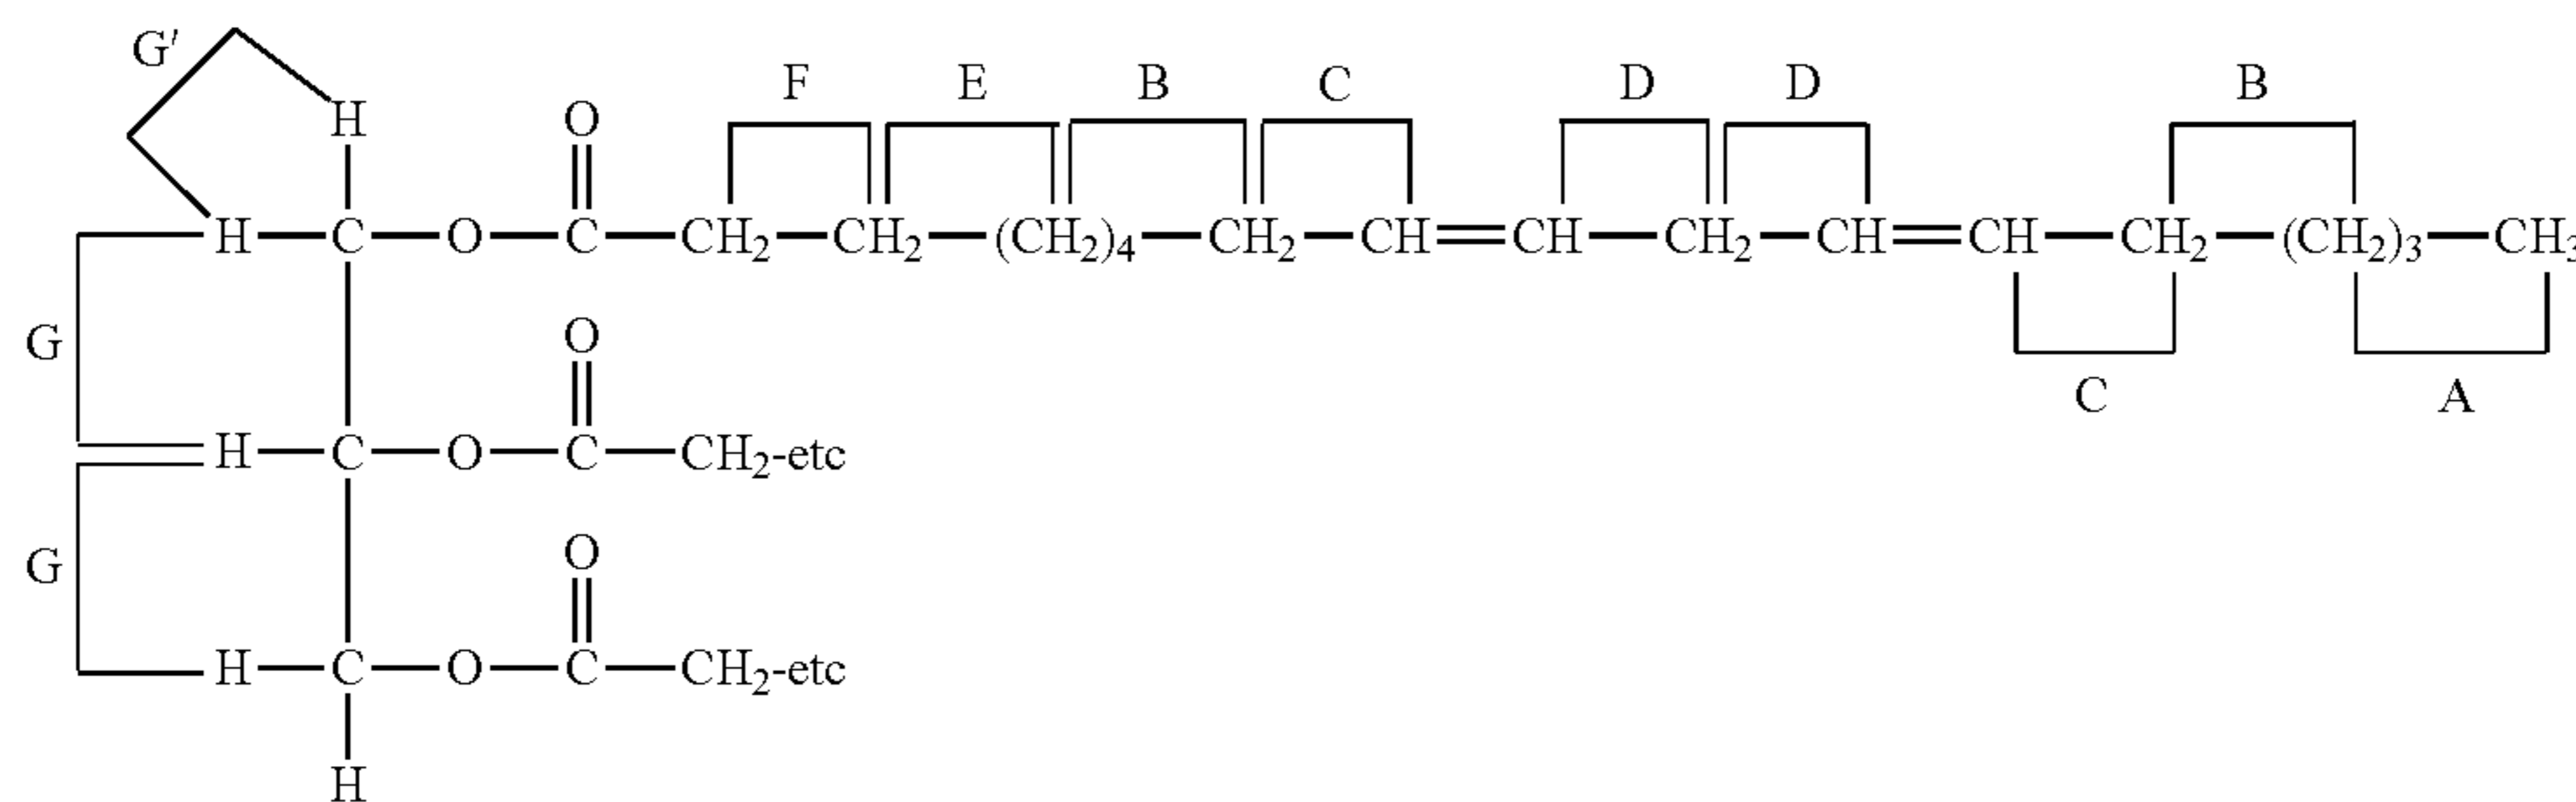 G′ F E B C D D B
H O
H—C—O—C—CH₂—CH₂—(CH₂)₄—CH₂—CH=CH—CH₂—CH=CH—CH₂—(CH₂)₃—CH₃
G O C A
H—C—O—C—CH₂-etc
G O
H—C—O—C—CH₂-etc
H